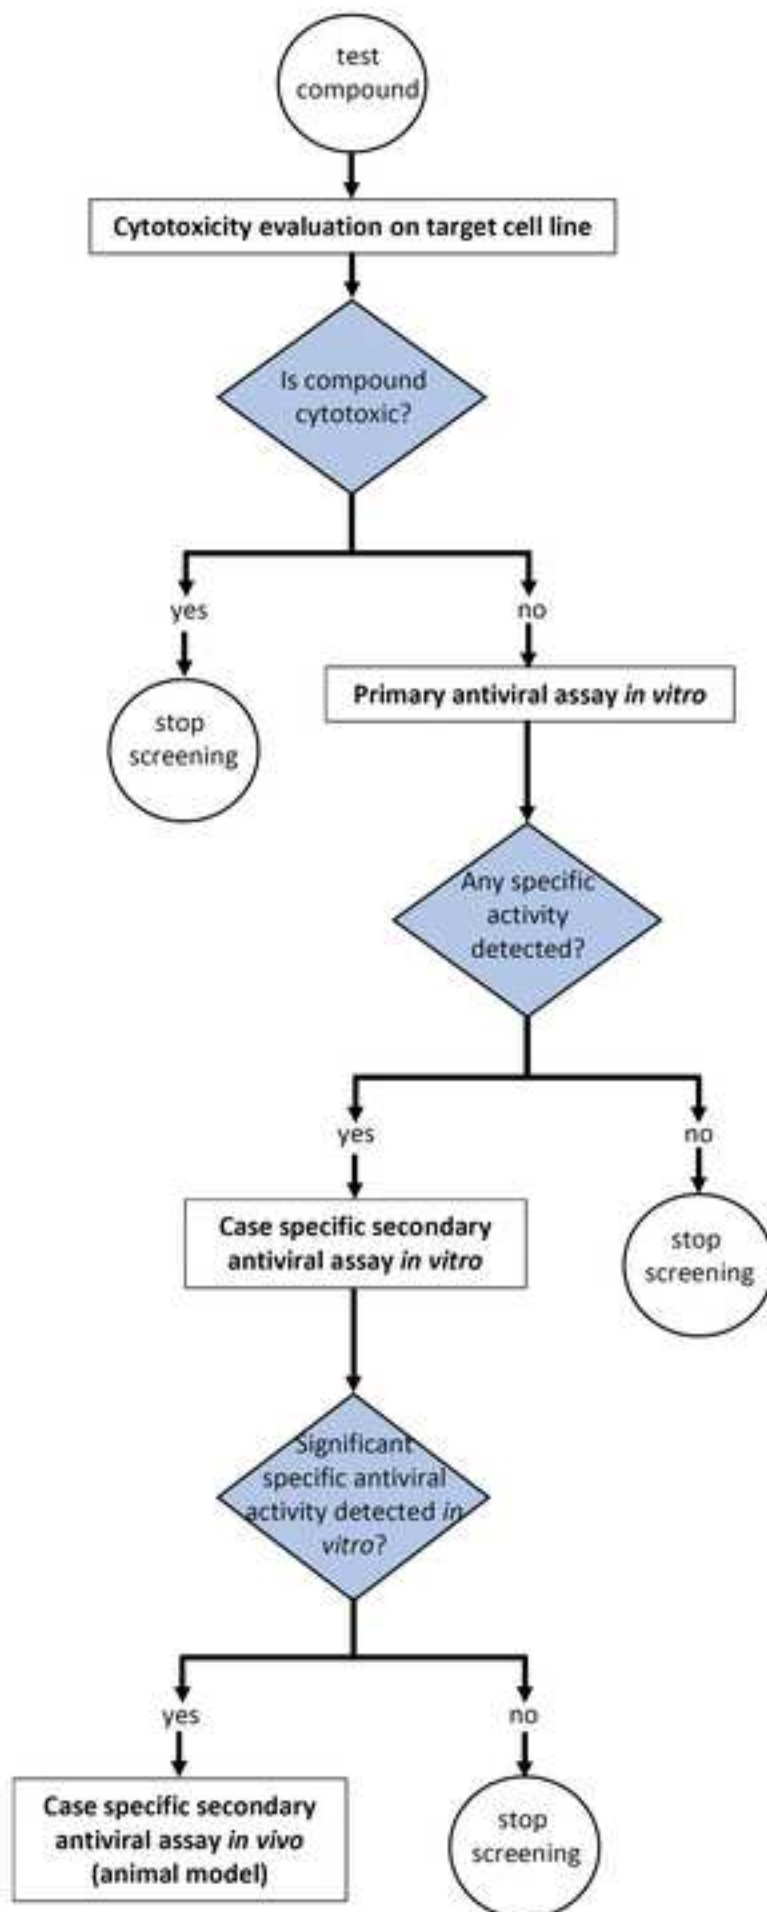 test
compound
Cytotoxicity evaluation on target cell line
Is compound
cytotoxic?
yes
no
stop
screening
Primary antiviral assay in vitro
Any specific
activity
detected?
yes
no
Case specific secondary
antiviral assay in vitro
stop
screening
Significant
specific antiviral
activity detected in
vitro?
yes
no
Case specific secondary
antiviral assay in vivo
(animal model)
stop
screening